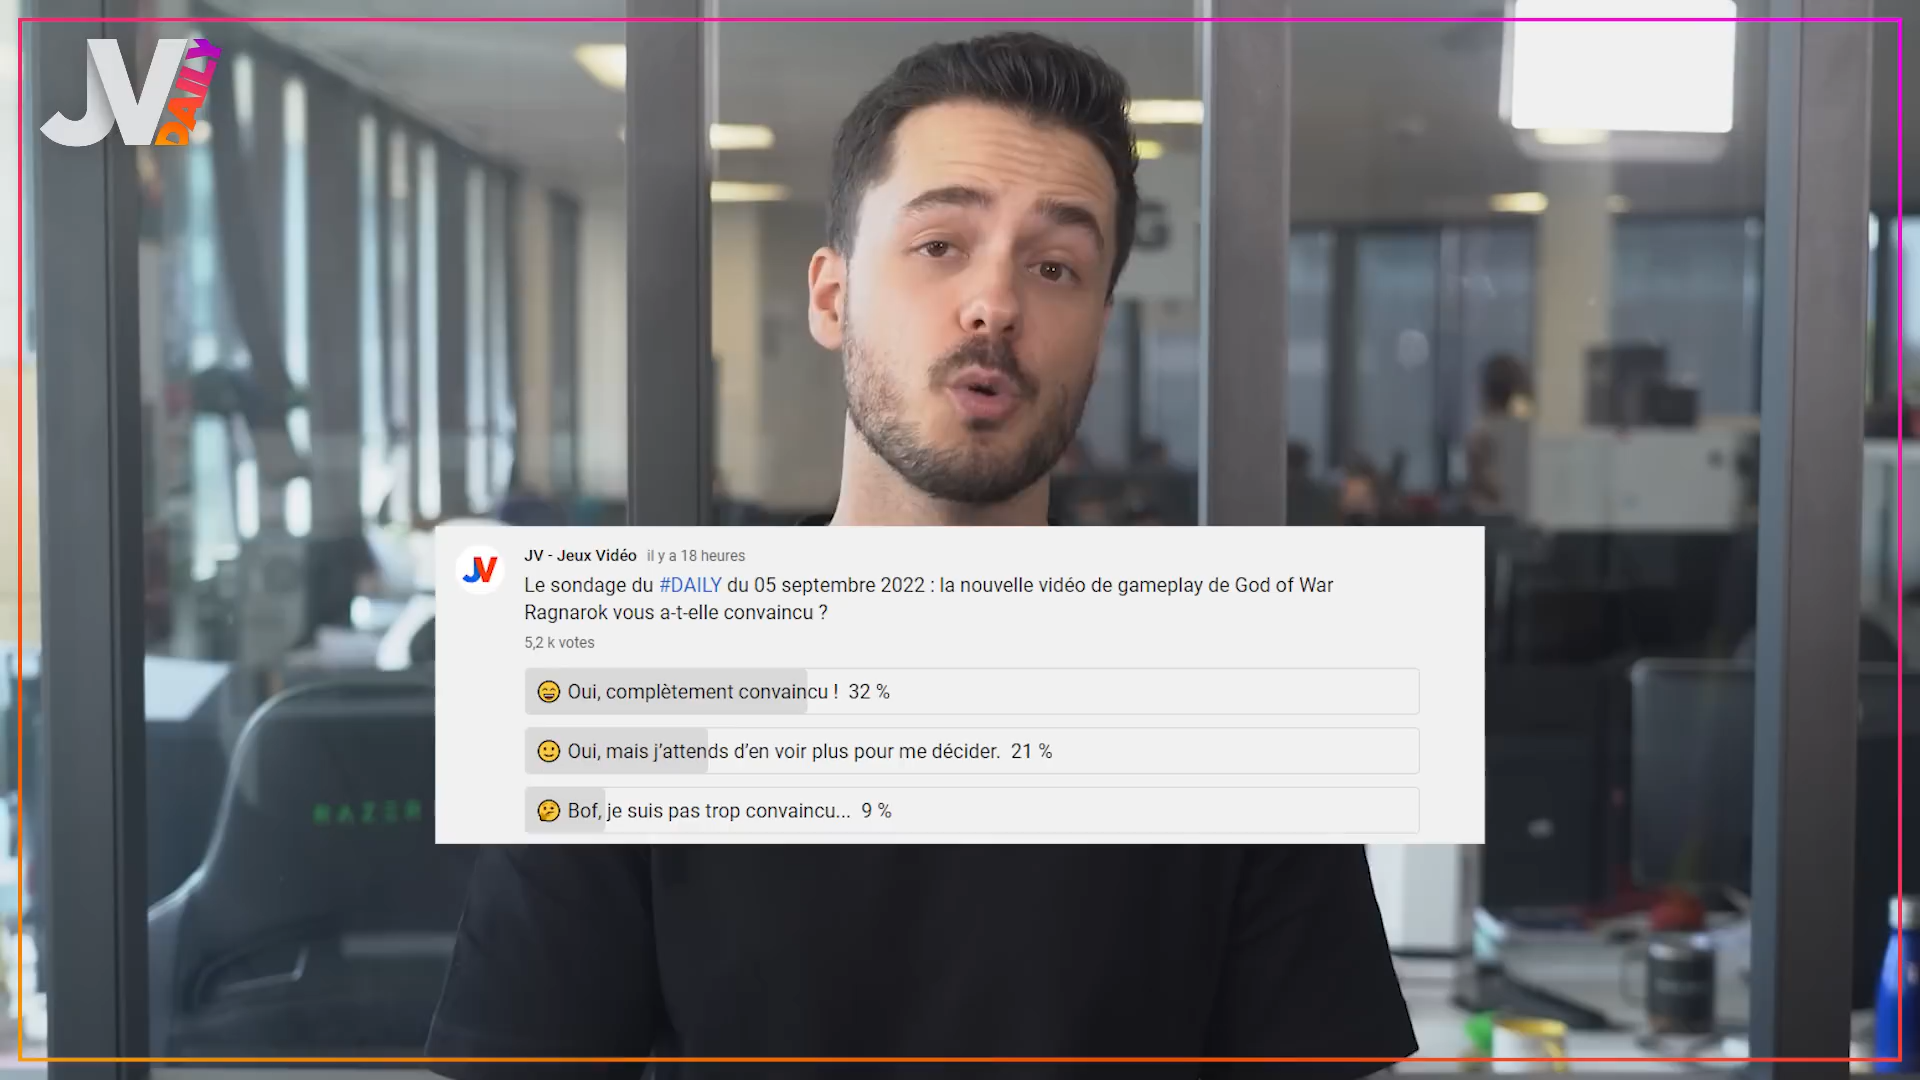 JV DAILY
JV
JV - Jeux Vidéo il y a 18 heures
Le sondage du #DAILY du 05 septembre 2022 : la nouvelle vidéo de gameplay de God of War
Ragnarok vous a-t-elle convaincu ?
5,2 k votes
😄 Oui, complètement convaincu ! 32 %
🙂 Oui, mais j’attends d’en voir plus pour me décider. 21 %
🤔 Bof, je suis pas trop convaincu... 9 %
RAZER
G